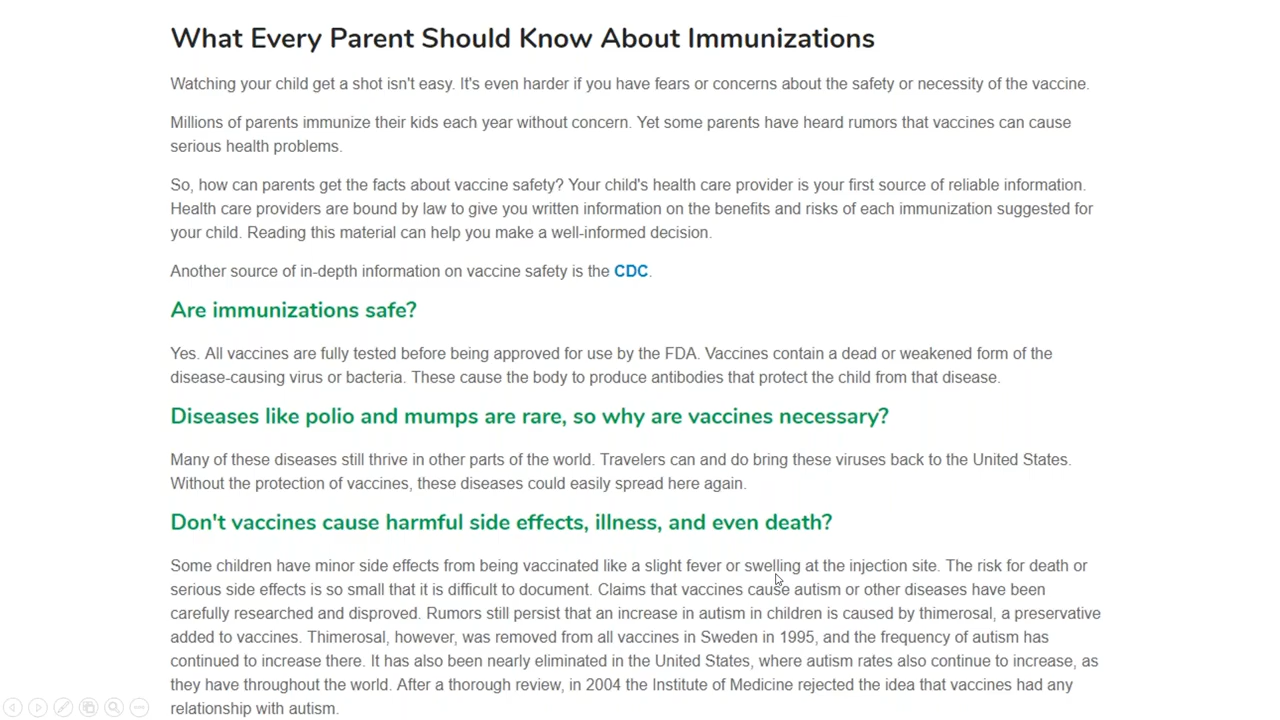 What Every Parent Should Know About Immunizations
Watching your child get a shot isn't easy. It's even harder if you have fears or concerns about the safety or necessity of the vaccine.
Millions of parents immunize their kids each year without concern. Yet some parents have heard rumors that vaccines can cause
serious health problems.
So, how can parents get the facts about vaccine safety? Your child's health care provider is your first source of reliable information.
Health care providers are bound by law to give you written information on the benefits and risks of each immunization suggested for
your child. Reading this material can help you make a well-informed decision.
Another source of in-depth information on vaccine safety is the CDC.
Are immunizations safe?
Yes. All vaccines are fully tested before being approved for use by the FDA. Vaccines contain a dead or weakened form of the
disease-causing virus or bacteria. These cause the body to produce antibodies that protect the child from that disease.
Diseases like polio and mumps are rare, so why are vaccines necessary?
Many of these diseases still thrive in other parts of the world. Travelers can and do bring these viruses back to the United States.
Without the protection of vaccines, these diseases could easily spread here again.
Don't vaccines cause harmful side effects, illness, and even death?
Some children have minor side effects from being vaccinated like a slight fever or swelling at the injection site. The risk for death or
serious side effects is so small that it is difficult to document. Claims that vaccines cause autism or other diseases have been
carefully researched and disproved. Rumors still persist that an increase in autism in children is caused by thimerosal, a preservative
added to vaccines. Thimerosal, however, was removed from all vaccines in Sweden in 1995, and the frequency of autism has
continued to increase there. It has also been nearly eliminated in the United States, where autism rates also continue to increase, as
they have throughout the world. After a thorough review, in 2004 the Institute of Medicine rejected the idea that vaccines had any
relationship with autism.